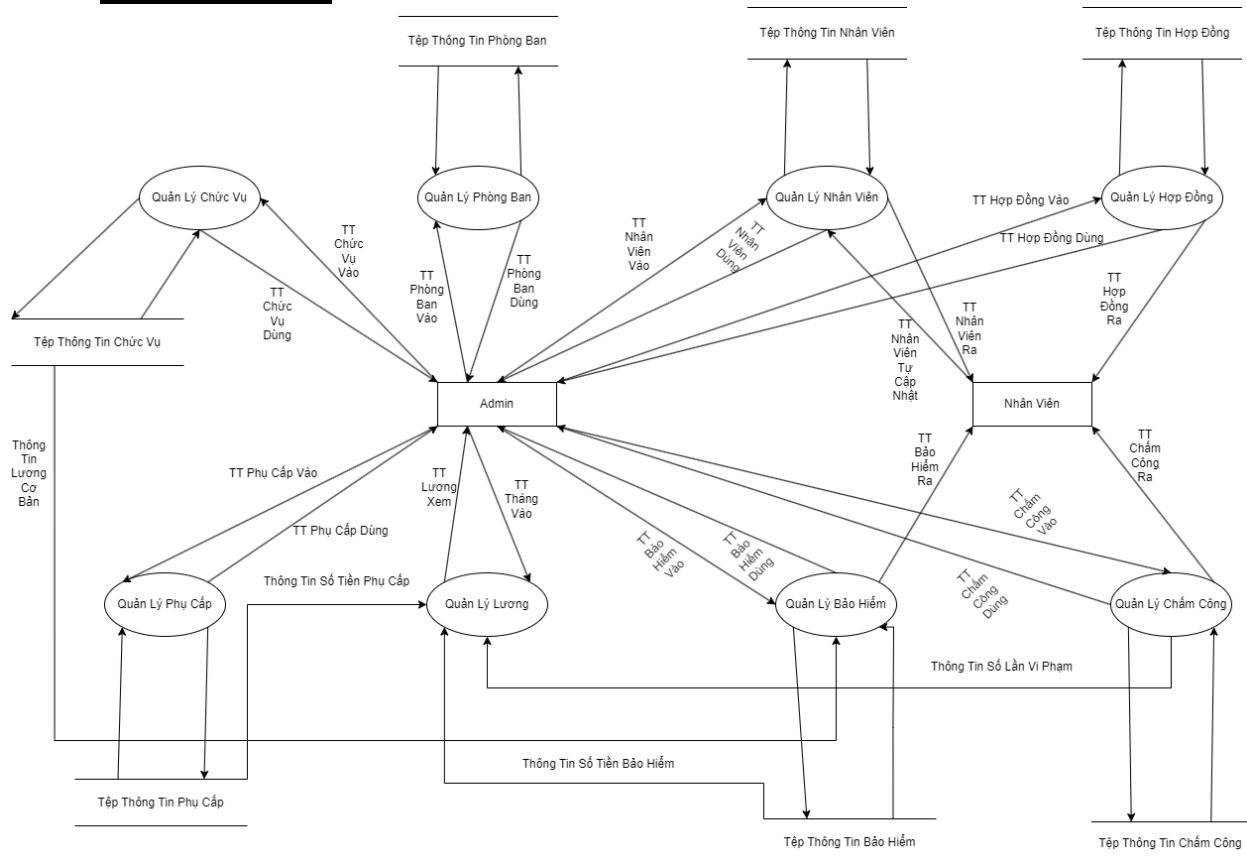 Tệp Thông Tin Phòng Ban
Tệp Thông Tin Nhân Viên
Tệp Thông Tin Hợp Đồng
Quản Lý Chức Vụ
Quản Lý Phòng Ban
Quản Lý Nhân Viên
Quản Lý Hợp Đồng
TT
Chức
Vụ
Vào
TT
Chức
Vụ
Dùng
TT
Phòng
Ban
Vào
TT
Phòng
Ban
Dùng
TT
Nhân
Viên
Vào
TT
Nhân
Viên
Dùng
TT Hợp Đồng Vào
TT Hợp Đồng Dùng
TT
Nhân
Viên
Tự
Cập
Nhật
TT
Nhân
Viên
Ra
TT
Hợp
Đồng
Ra
Tệp Thông Tin Chức Vụ
Admin
Nhân Viên
Thông
Tin
Lương
Cơ
Bản
TT Phụ Cấp Vào
TT Phụ Cấp Dùng
TT
Lương
Xem
TT
Tháng
Vào
TT
Bảo
Hiểm
Vào
TT
Bảo
Hiểm
Dùng
TT
Bảo
Hiểm
Ra
TT
Chấm
Công
Vào
TT
Chấm
Công
Dùng
TT
Chấm
Công
Ra
Thông Tin Số Tiền Phụ Cấp
Quản Lý Phụ Cấp
Quản Lý Lương
Quản Lý Bảo Hiểm
Quản Lý Chấm Công
Thông Tin Số Lần Vi Phạm
Thông Tin Số Tiền Bảo Hiểm
Tệp Thông Tin Phụ Cấp
Tệp Thông Tin Bảo Hiểm
Tệp Thông Tin Chấm Công